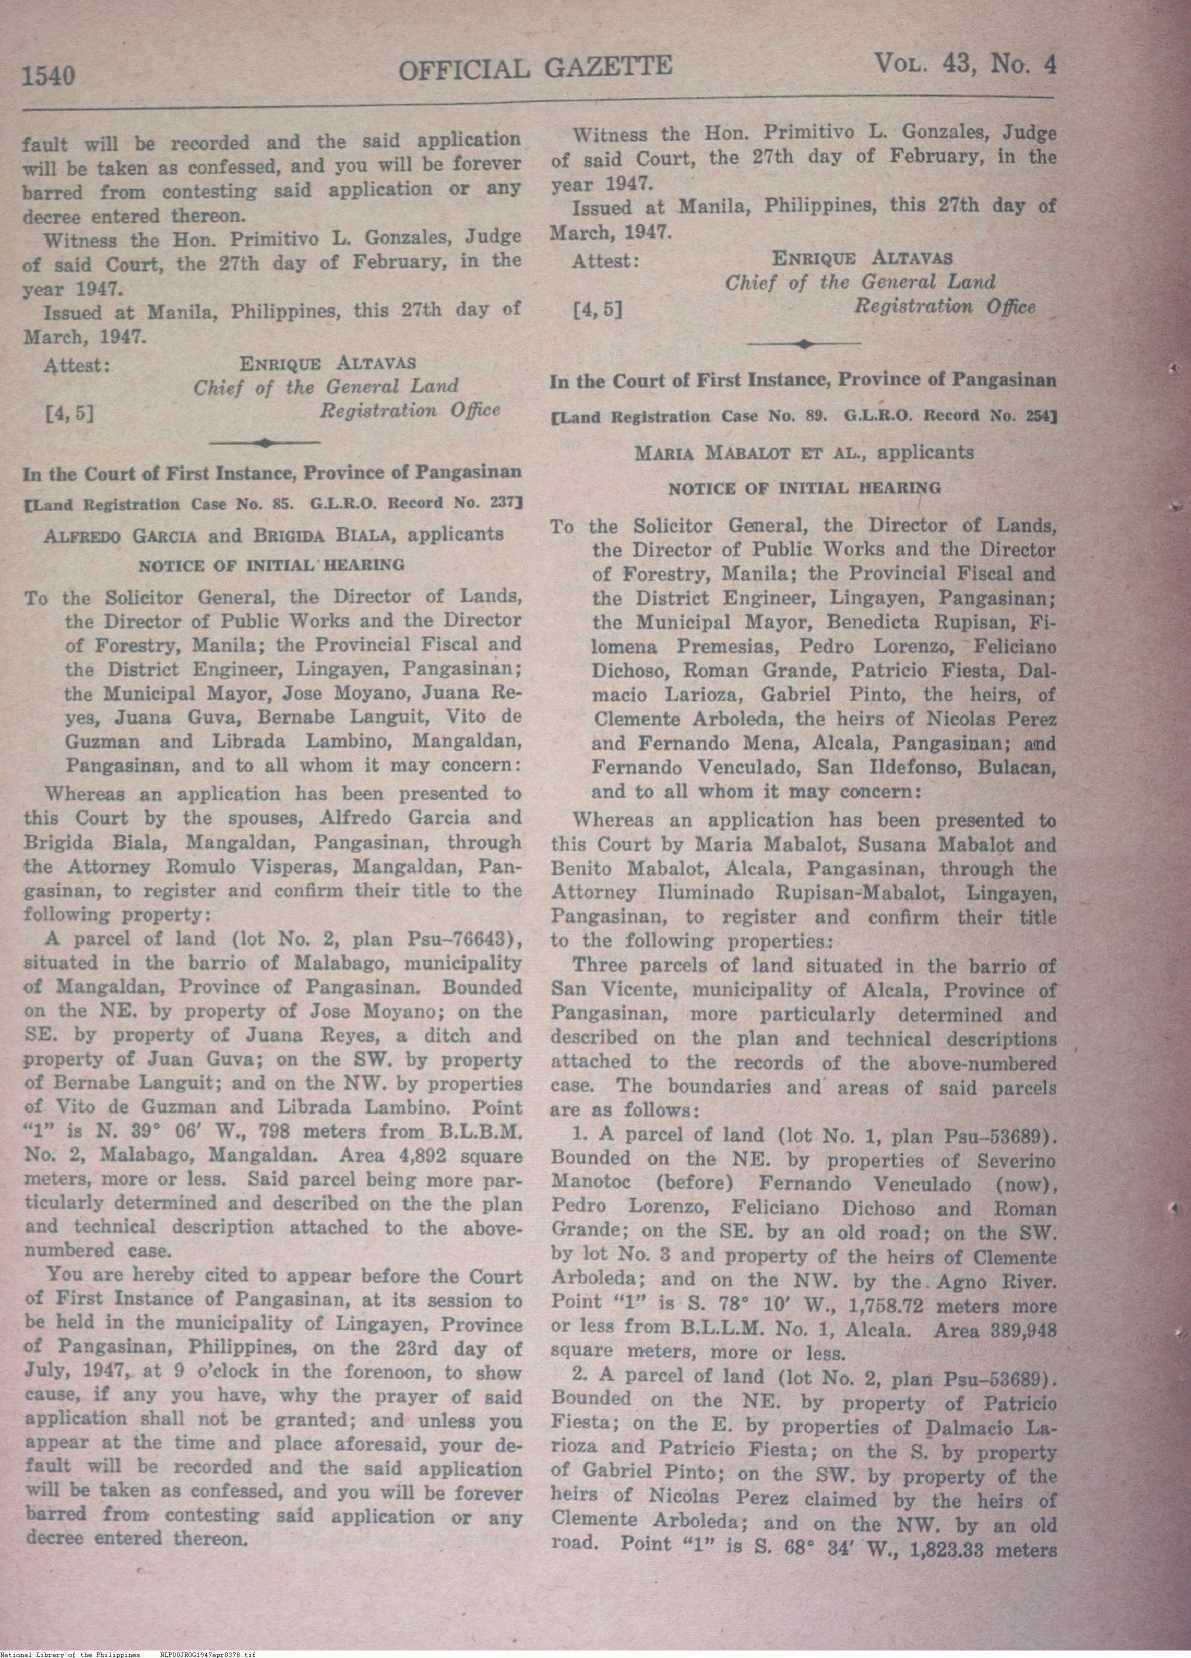 1540
OFFICIAL GAZETTE
VOL. 43, No. 4
fault will be recorded and the said application
will be taken as confessed, and you will be forever
barred from contesting said application or any
decree entered thereon.
Witness the Hon. Primitivo L. Gonzales, Judge
of said Court, the 27th day of February, in the
year 1947.
Issued at Manila, Philippines, this 27th day of
March, 1947.
Attest: ENRIQUE ALTAVAS
Chief of the General Land
[4, 5] Registration Office
In the Court of First Instance, Province of Pangasinan
[Land Registration Case No. 85. G.L.R.O. Record No. 237]
ALFREDO GARCIA and BRIGIDA BIALA, applicants
NOTICE OF INITIAL HEARING
To the Solicitor General, the Director of Lands,
the Director of Public Works and the Director
of Forestry, Manila; the Provincial Fiscal and
the District Engineer, Lingayen, Pangasinan;
the Municipal Mayor, Jose Moyano, Juana Re-
yes, Juana Guva, Bernabe Languit, Vito de
Guzman and Librada Lambino, Mangaldan,
Pangasinan, and to all whom it may concern:
Whereas an application has been presented to
this Court by the spouses, Alfredo Garcia and
Brigida Biala, Mangaldan, Pangasinan, through
the Attorney Romulo Visperas, Mangaldan, Pan-
gasinan, to register and confirm their title to the
following property:
A parcel of land (lot No. 2, plan Psu–76643),
situated in the barrio of Malabago, municipality
of Mangaldan, Province of Pangasinan. Bounded
on the NE. by property of Jose Moyano; on the
SE. by property of Juana Reyes, a ditch and
property of Juan Guva; on the SW. by property
of Bernabe Languit; and on the NW. by properties
of Vito de Guzman and Librada Lambino. Point
“1” is N. 39° 06′ W., 798 meters from B.L.B.M.
No. 2, Malabago, Mangaldan. Area 4,892 square
meters, more or less. Said parcel being more par-
ticularly determined and described on the the plan
and technical description attached to the above-
numbered case.
You are hereby cited to appear before the Court
of First Instance of Pangasinan, at its session to
be held in the municipality of Lingayen, Province
of Pangasinan, Philippines, on the 23rd day of
July, 1947, at 9 o’clock in the forenoon, to show
cause, if any you have, why the prayer of said
application shall not be granted; and unless you
appear at the time and place aforesaid, your de-
fault will be recorded and the said application
will be taken as confessed, and you will be forever
barred from contesting said application or any
decree entered thereon.
Witness the Hon. Primitivo L. Gonzales, Judge
of said Court, the 27th day of February, in the
year 1947.
Issued at Manila, Philippines, this 27th day of
March, 1947.
Attest: ENRIQUE ALTAVAS
Chief of the General Land
[4, 5] Registration Office
In the Court of First Instance, Province of Pangasinan
[Land Registration Case No. 89. G.L.R.O. Record No. 254]
MARIA MABALOT ET AL., applicants
NOTICE OF INITIAL HEARING
To the Solicitor General, the Director of Lands,
the Director of Public Works and the Director
of Forestry, Manila; the Provincial Fiscal and
the District Engineer, Lingayen, Pangasinan;
the Municipal Mayor, Benedicta Rupisan, Fi-
lomena Premesias, Pedro Lorenzo, Feliciano
Dichoso, Roman Grande, Patricio Fiesta, Dal-
macio Larioza, Gabriel Pinto, the heirs, of
Clemente Arboleda, the heirs of Nicolas Perez
and Fernando Mena, Alcala, Pangasinan; and
Fernando Venculado, San Ildefonso, Bulacan,
and to all whom it may concern:
Whereas an application has been presented to
this Court by Maria Mabalot, Susana Mabalot and
Benito Mabalot, Alcala, Pangasinan, through the
Attorney Iluminado Rupisan-Mabalot, Lingayen,
Pangasinan, to register and confirm their title
to the following properties:
Three parcels of land situated in the barrio of
San Vicente, municipality of Alcala, Province of
Pangasinan, more particularly determined and
described on the plan and technical descriptions
attached to the records of the above-numbered
case. The boundaries and areas of said parcels
are as follows:
1. A parcel of land (lot No. 1, plan Psu–53689).
Bounded on the NE. by properties of Severino
Manotoc (before) Fernando Venculado (now),
Pedro Lorenzo, Feliciano Dichoso and Roman
Grande; on the SE. by an old road; on the SW.
by lot No. 3 and property of the heirs of Clemente
Arboleda; and on the NW. by the Agno River.
Point “1” is S. 78° 10′ W., 1,758.72 meters more
or less from B.L.L.M. No. 1, Alcala. Area 389,948
square meters, more or less.
2. A parcel of land (lot No. 2, plan Psu–53689).
Bounded on the NE. by property of Patricio
Fiesta; on the E. by properties of Dalmacio La-
rioza and Patricio Fiesta; on the S. by property
of Gabriel Pinto; on the SW. by property of the
heirs of Nicolas Perez claimed by the heirs of
Clemente Arboleda; and on the NW. by an old
road. Point “1” is S. 68° 34′ W., 1,823.33 meters
National Library of the Philippines NLP00JROG1947apr0378.tif